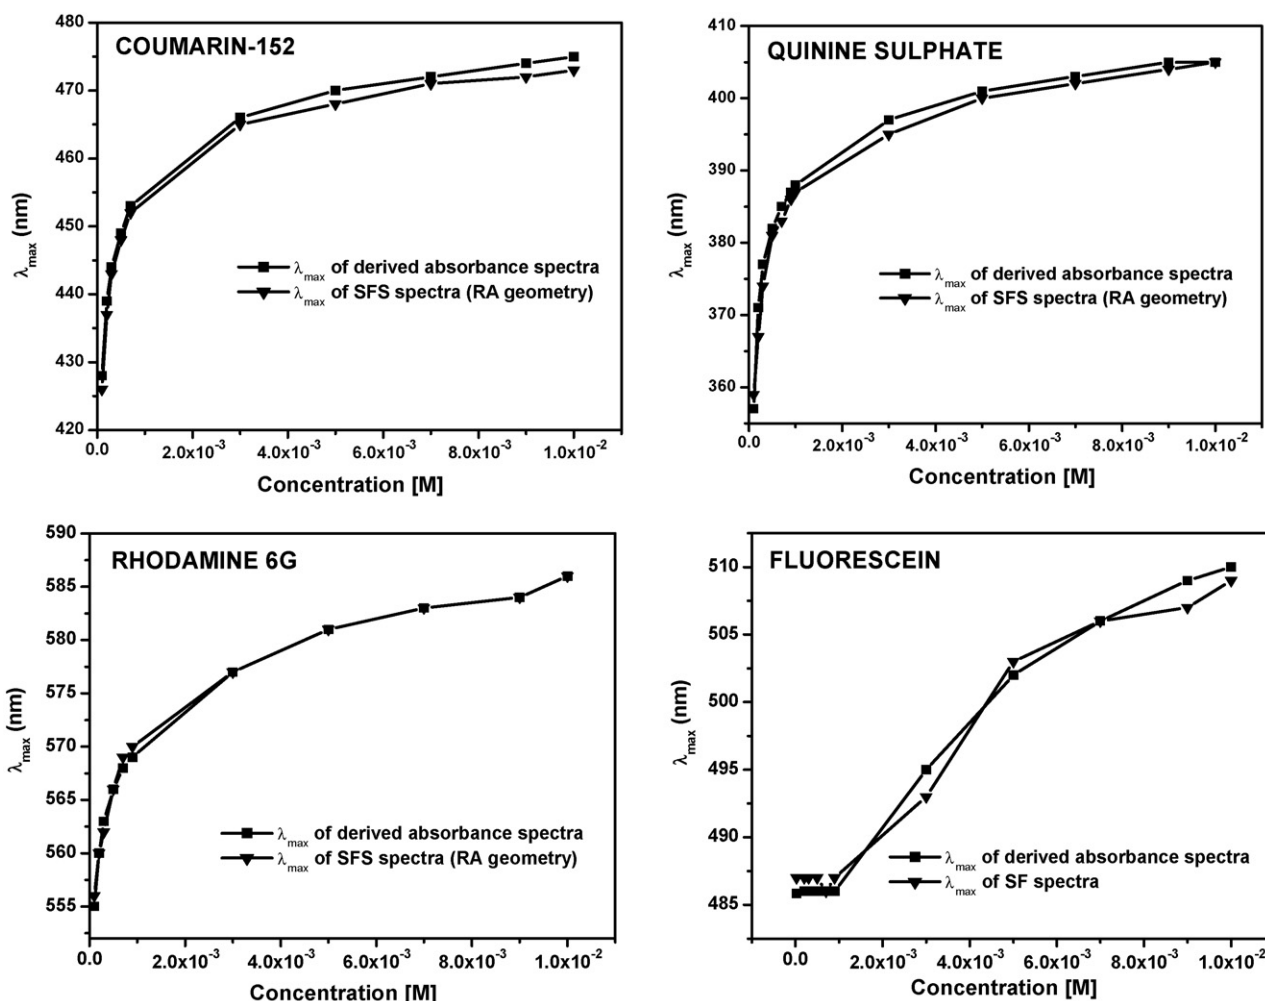 COUMARIN-152
480
470
460
450
440
430
420
λmax (nm)
λmax of derived absorbance spectra
λmax of SFS spectra (RA geometry)
0.0 2.0x10⁻³ 4.0x10⁻³ 6.0x10⁻³ 8.0x10⁻³ 1.0x10⁻²
Concentration [M]
QUININE SULPHATE
410
400
390
380
370
360
λmax (nm)
λmax of derived absorbance spectra
λmax of SFS spectra (RA geometry)
0.0 2.0x10⁻³ 4.0x10⁻³ 6.0x10⁻³ 8.0x10⁻³ 1.0x10⁻²
Concentration [M]
RHODAMINE 6G
590
585
580
575
570
565
560
555
λmax (nm)
λmax of derived absorbance spectra
λmax of SFS spectra (RA geometry)
0.0 2.0x10⁻³ 4.0x10⁻³ 6.0x10⁻³ 8.0x10⁻³ 1.0x10⁻²
Concentration [M]
FLUORESCEIN
510
505
500
495
490
485
λmax (nm)
λmax of derived absorbance spectra
λmax of SF spectra
0.0 2.0x10⁻³ 4.0x10⁻³ 6.0x10⁻³ 8.0x10⁻³ 1.0x10⁻²
Concentration [M]